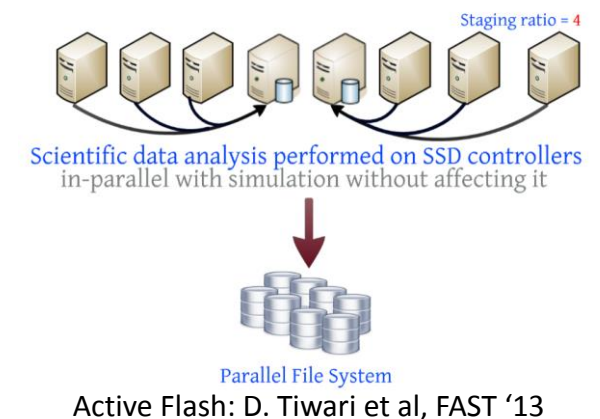 Staging ratio = 4
Scientific data analysis performed on SSD controllers
in-parallel with simulation without affecting it
Parallel File System
Active Flash: D. Tiwari et al, FAST ‘13